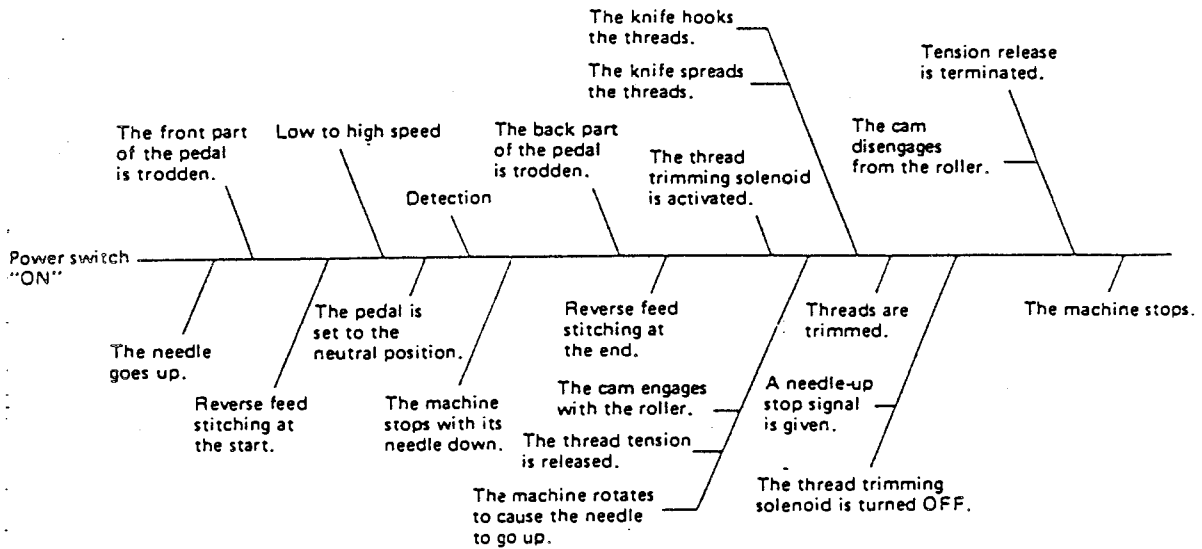 The knife hooks
the threads.
The knife spreads
the threads.
Tension release
is terminated.
The front part
of the pedal
is trodden.
Low to high speed
The back part
of the pedal
is trodden.
The thread
trimming solenoid
is activated.
The cam
disengages
from the roller.
Detection
Power switch
"ON"
The needle
goes up.
Reverse feed
stitching at
the start.
The pedal is
set to the
neutral position.
The machine
stops with its
needle down.
Reverse feed
stitching at
the end.
The cam engages
with the roller.
The thread tension
is released.
The machine rotates
to cause the needle
to go up.
Threads are
trimmed.
A needle-up
stop signal
is given.
The thread trimming
solenoid is turned OFF.
The machine stops.